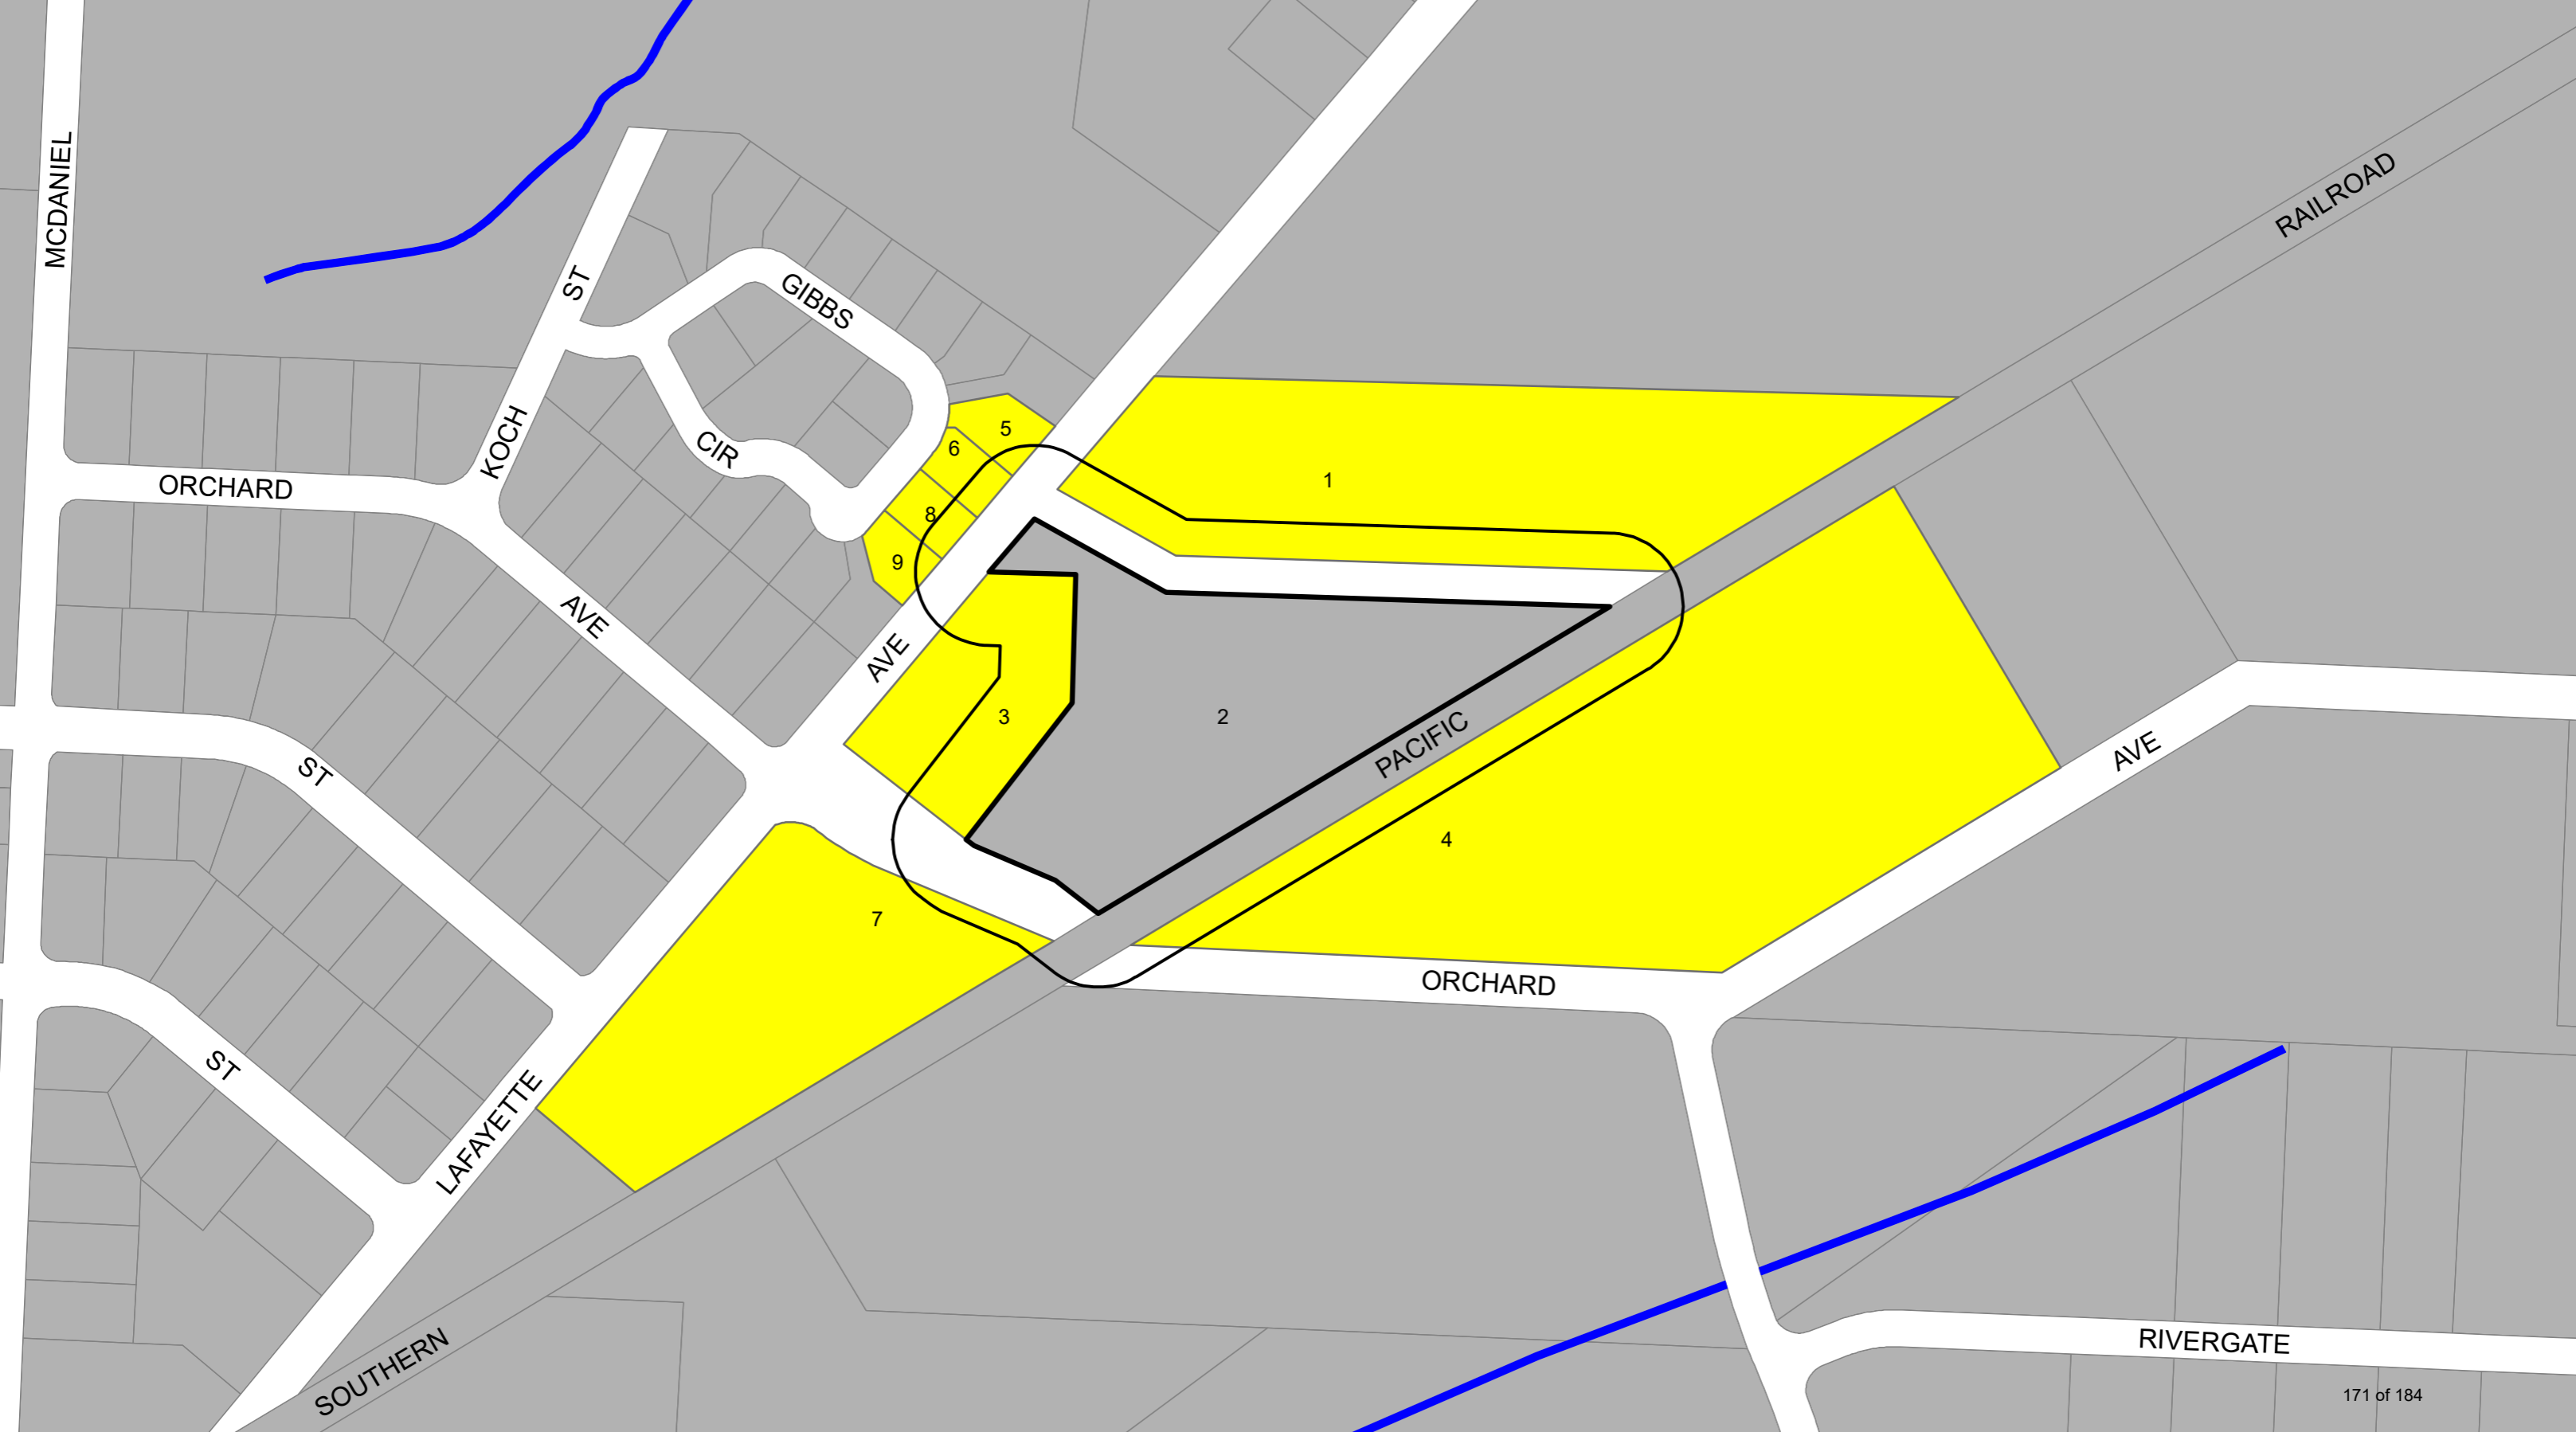 MCDANIEL
RAILROAD
ST
GIBBS
5
KOCH
CIR
6
1
ORCHARD
8
9
AVE
AVE
3
2
PACIFIC
AVE
ST
4
7
ORCHARD
ST
LAFAYETTE
SOUTHERN
RIVERGATE
171 of 184